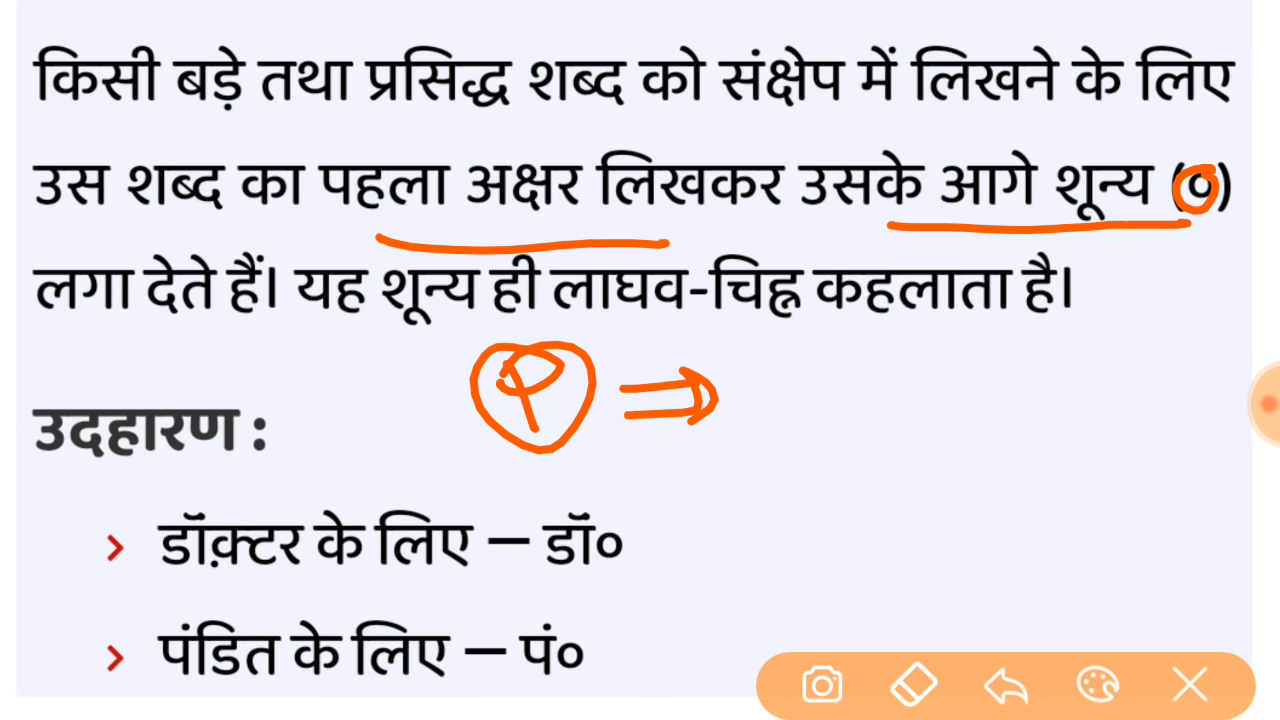 किसी बड़े तथा प्रसिद्ध शब्द को संक्षेप में लिखने के लिए
उस शब्द का पहला अक्षर लिखकर उसके आगे शून्य (०)
लगा देते हैं। यह शून्य ही लाघव-चिह्न कहलाता है।
उदहारण :
डॉक़्टर के लिए – डॉ०
पंडित के लिए – पं०